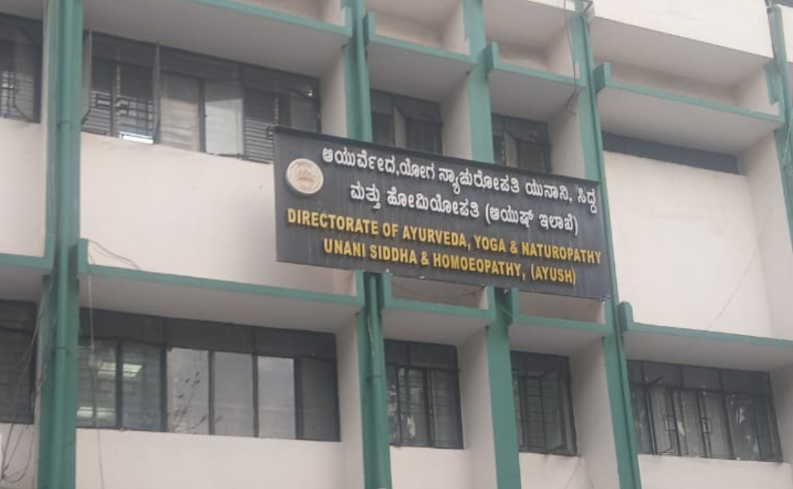 ಆಯುರ್ವೇದ,ಯೋಗ ನ್ಯಾಚುರೋಪತಿ ಯುನಾನಿ, ಸಿದ್ದ
ಮತ್ತು ಹೋಮಿಯೋಪತಿ (ಆಯುಷ್ ಇಲಾಖೆ)
DIRECTORATE OF AYURVEDA, YOGA & NATUROPATHY
UNANI SIDDHA & HOMOEOPATHY, (AYUSH)